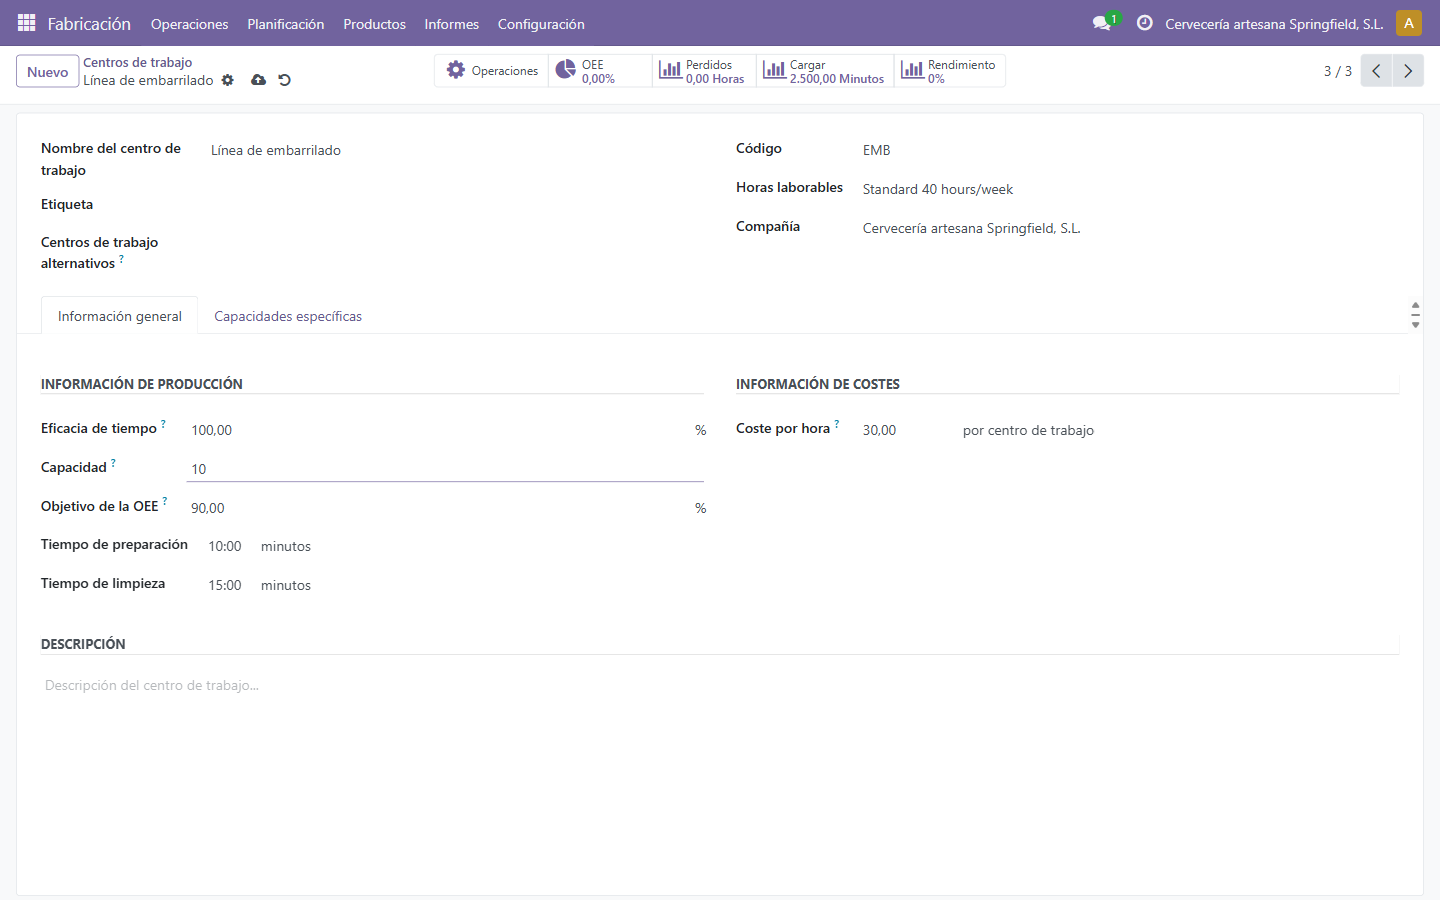 Fabricación Operaciones Planificación Productos Informes Configuración 1 Cervecería artesana Springfield, S.L. A
Nuevo
Centros de trabajo
Línea de embarrilado
Operaciones
OEE
0,00%
Perdidos
0,00 Horas
Cargar
2.500,00 Minutos
Rendimiento
0%
3 / 3
Nombre del centro de trabajo
Línea de embarrilado
Etiqueta
Centros de trabajo alternativos ?
Código
EMB
Horas laborables
Standard 40 hours/week
Compañía
Cervecería artesana Springfield, S.L.
Información general
Capacidades específicas
INFORMACIÓN DE PRODUCCIÓN
Eficacia de tiempo ? 100,00 %
Capacidad ? 10
Objetivo de la OEE ? 90,00 %
Tiempo de preparación 10:00 minutos
Tiempo de limpieza 15:00 minutos
INFORMACIÓN DE COSTES
Coste por hora ? 30,00 por centro de trabajo
DESCRIPCIÓN
Descripción del centro de trabajo...